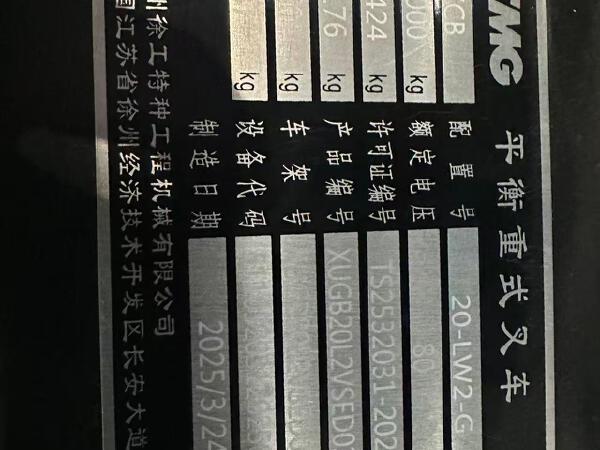 XCMG 平衡重式叉车
CB 配置号 20-LW2-G
000 kg 额定电压 80
424 kg 许可证编号 TS2532031-202
.76 kg 产品编号 XUGB20L2VSED0
kg 车架号
kg 设备代码
制造日期 2025/3/24
州徐工特种工程机械有限公司
国江苏省徐州经济技术开发区长安大道